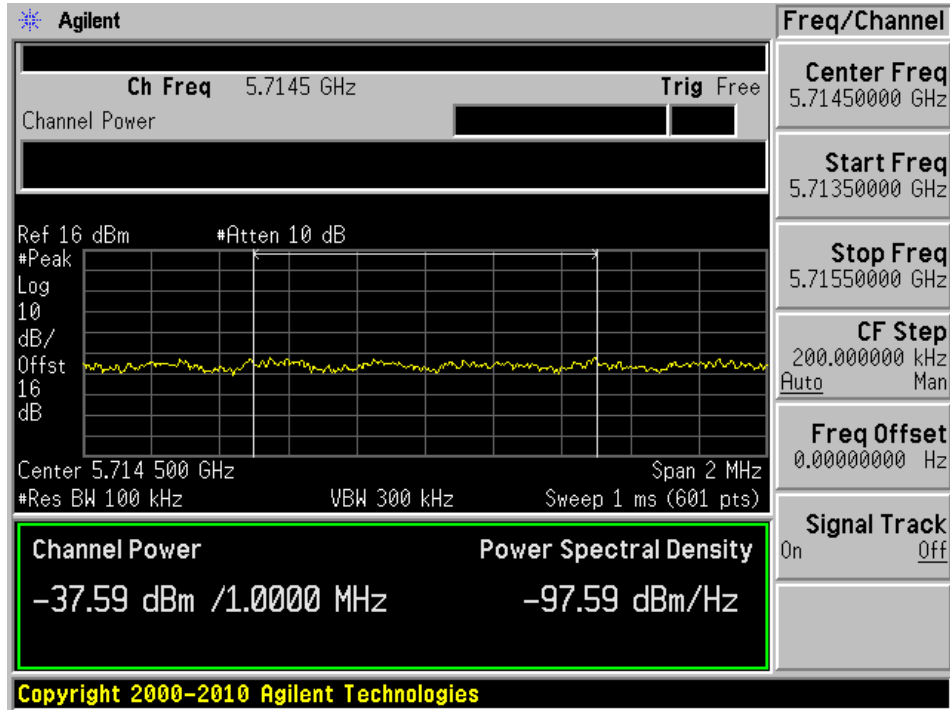 Agilent
Freq/Channel
Ch Freq 5.7145 GHz Trig Free
Channel Power
Center Freq
5.71450000 GHz
Start Freq
5.71350000 GHz
Stop Freq
5.71550000 GHz
CF Step
200.000000 kHz
Auto Man
Freq Offset
0.00000000 Hz
Signal Track
On Off
Ref 16 dBm #Atten 10 dB
#Peak
Log
10
dB/
Offst
16
dB
Center 5.714 500 GHz Span 2 MHz
#Res BW 100 kHz VBW 300 kHz Sweep 1 ms (601 pts)
Channel Power Power Spectral Density
-37.59 dBm /1.0000 MHz -97.59 dBm/Hz
Copyright 2000-2010 Agilent Technologies